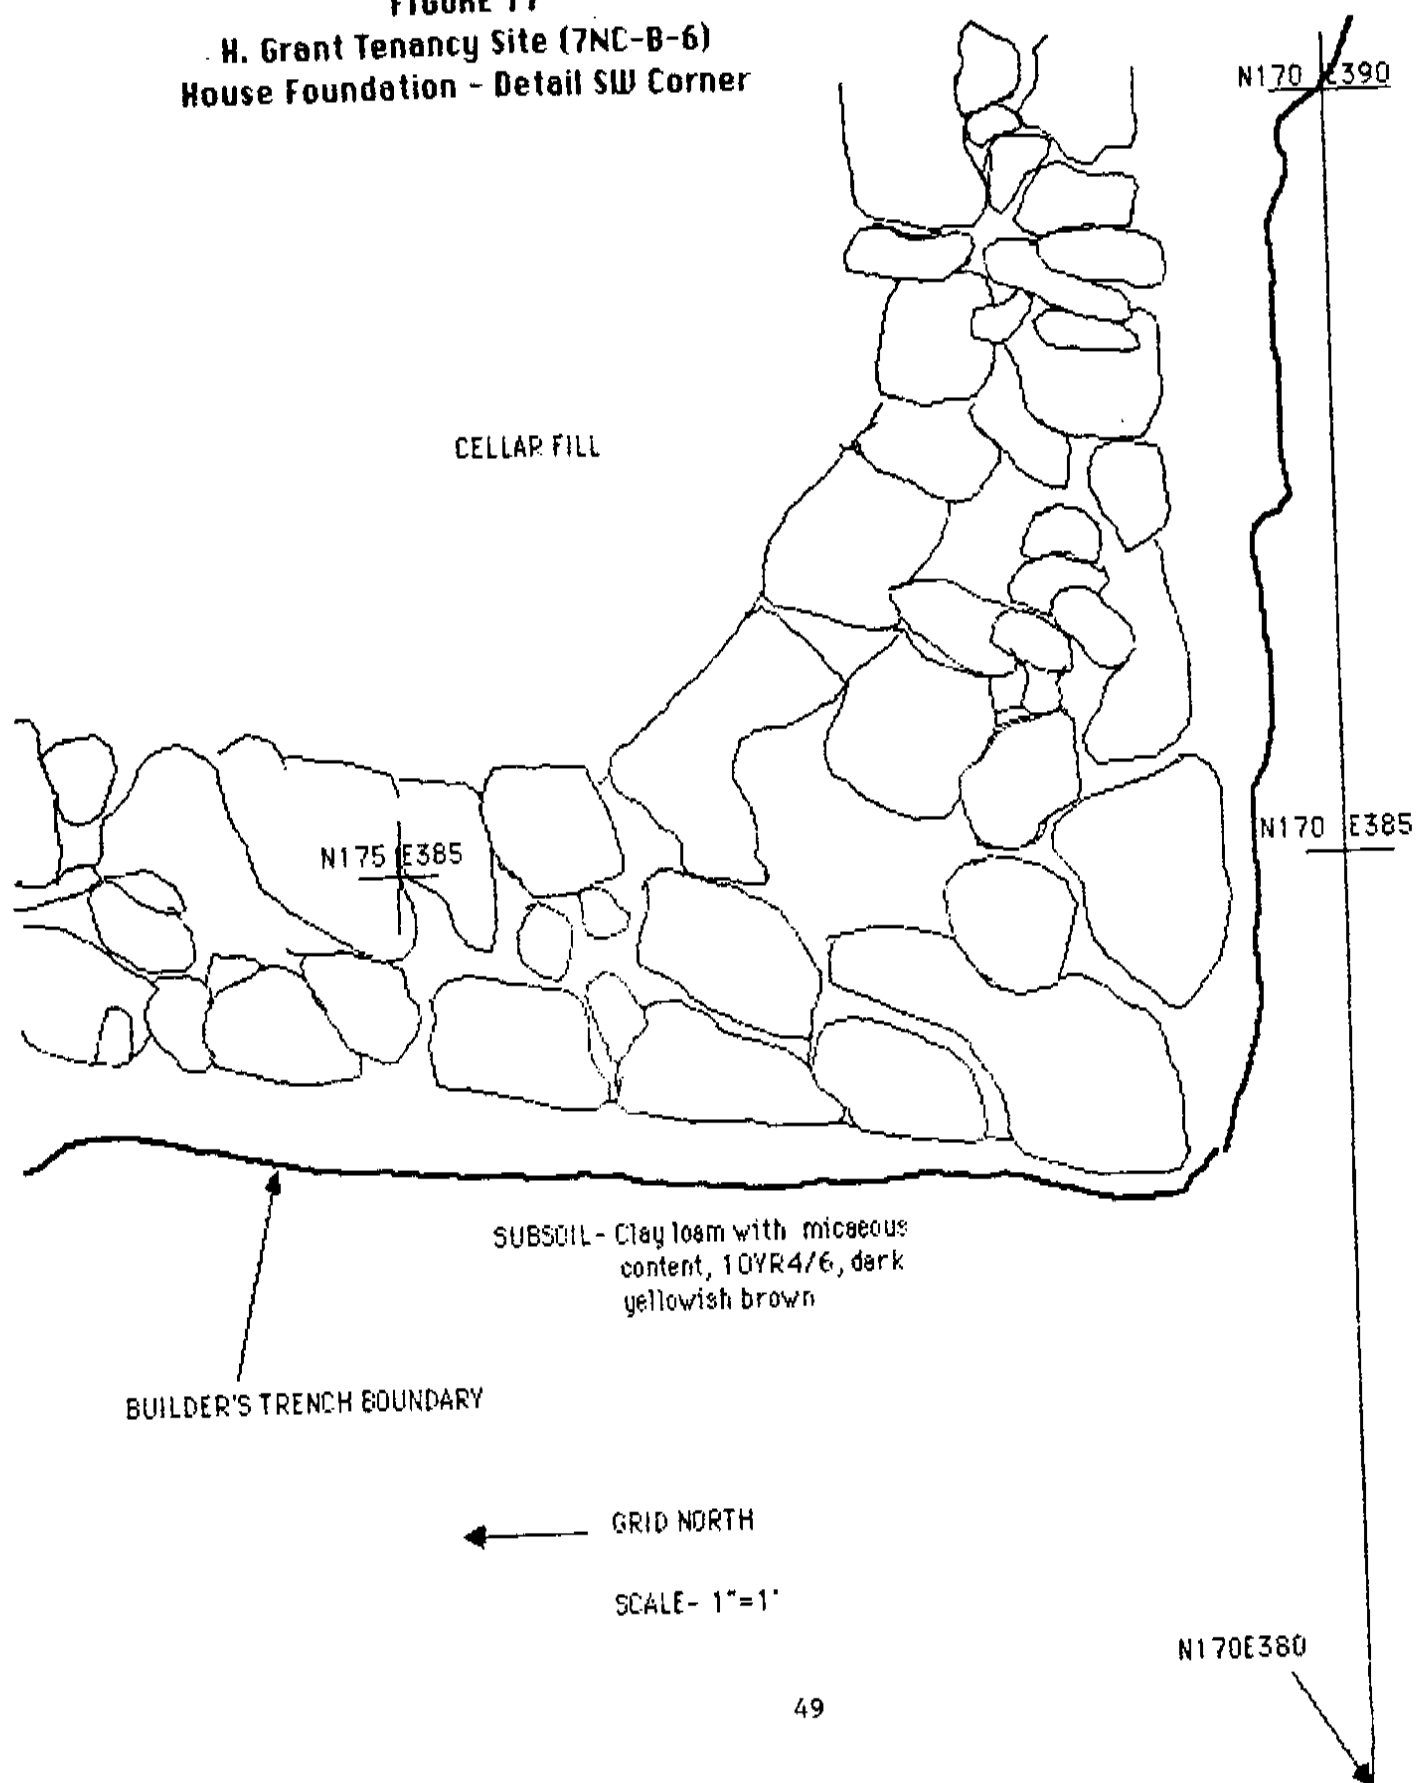 H. Grant Tenancy Site (7NC-B-6)
House Foundation - Detail SW Corner
N170 E390
CELLAR FILL
N170 E385
N175 E385
SUBSOIL- Clay loam with micaeous
content, 10YR4/6, dark
yellowish brown
BUILDER'S TRENCH BOUNDARY
GRID NORTH
SCALE- 1"=1'
N170E380
49